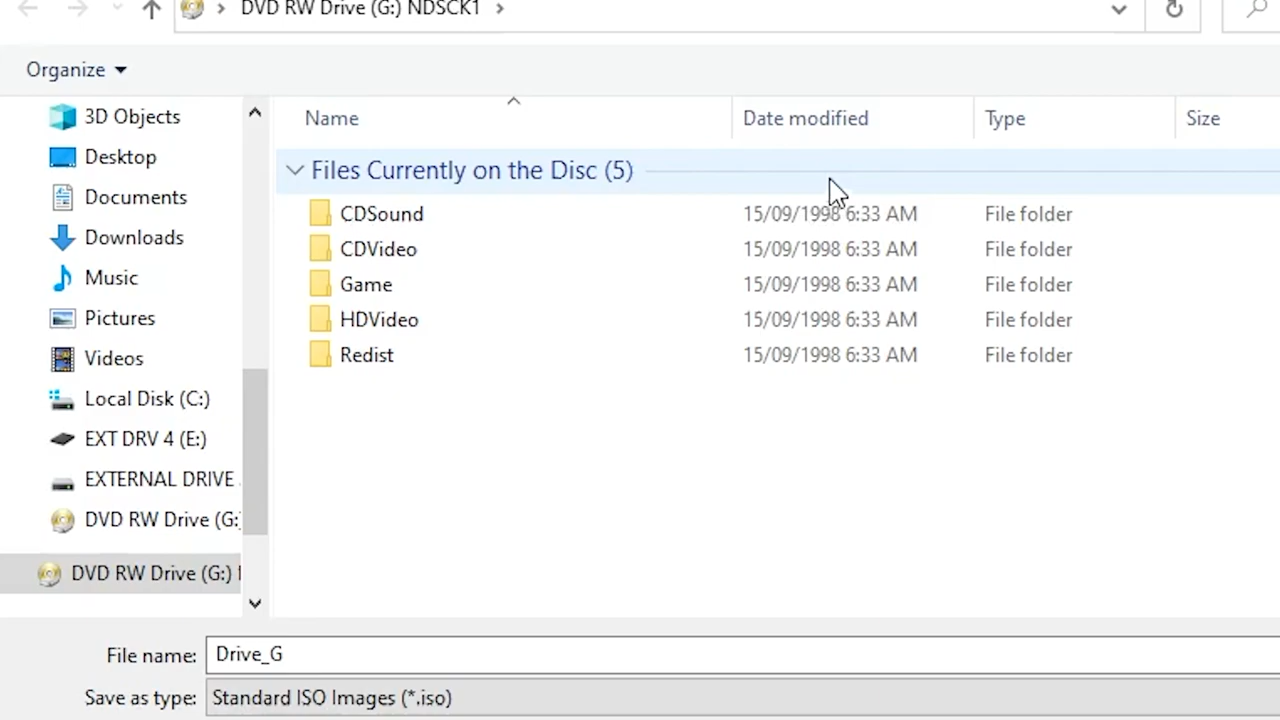 DVD RW Drive (G:) NDSCK1
Organize
Name Date modified Type Size
Files Currently on the Disc (5)
CDSound 15/09/1998 6:33 AM File folder
CDVideo 15/09/1998 6:33 AM File folder
Game 15/09/1998 6:33 AM File folder
HDVideo 15/09/1998 6:33 AM File folder
Redist 15/09/1998 6:33 AM File folder
3D Objects
Desktop
Documents
Downloads
Music
Pictures
Videos
Local Disk (C:)
EXT DRV 4 (E:)
EXTERNAL DRIVE
DVD RW Drive (G:
DVD RW Drive (G:)
File name: Drive_G
Save as type: Standard ISO Images (*.iso)